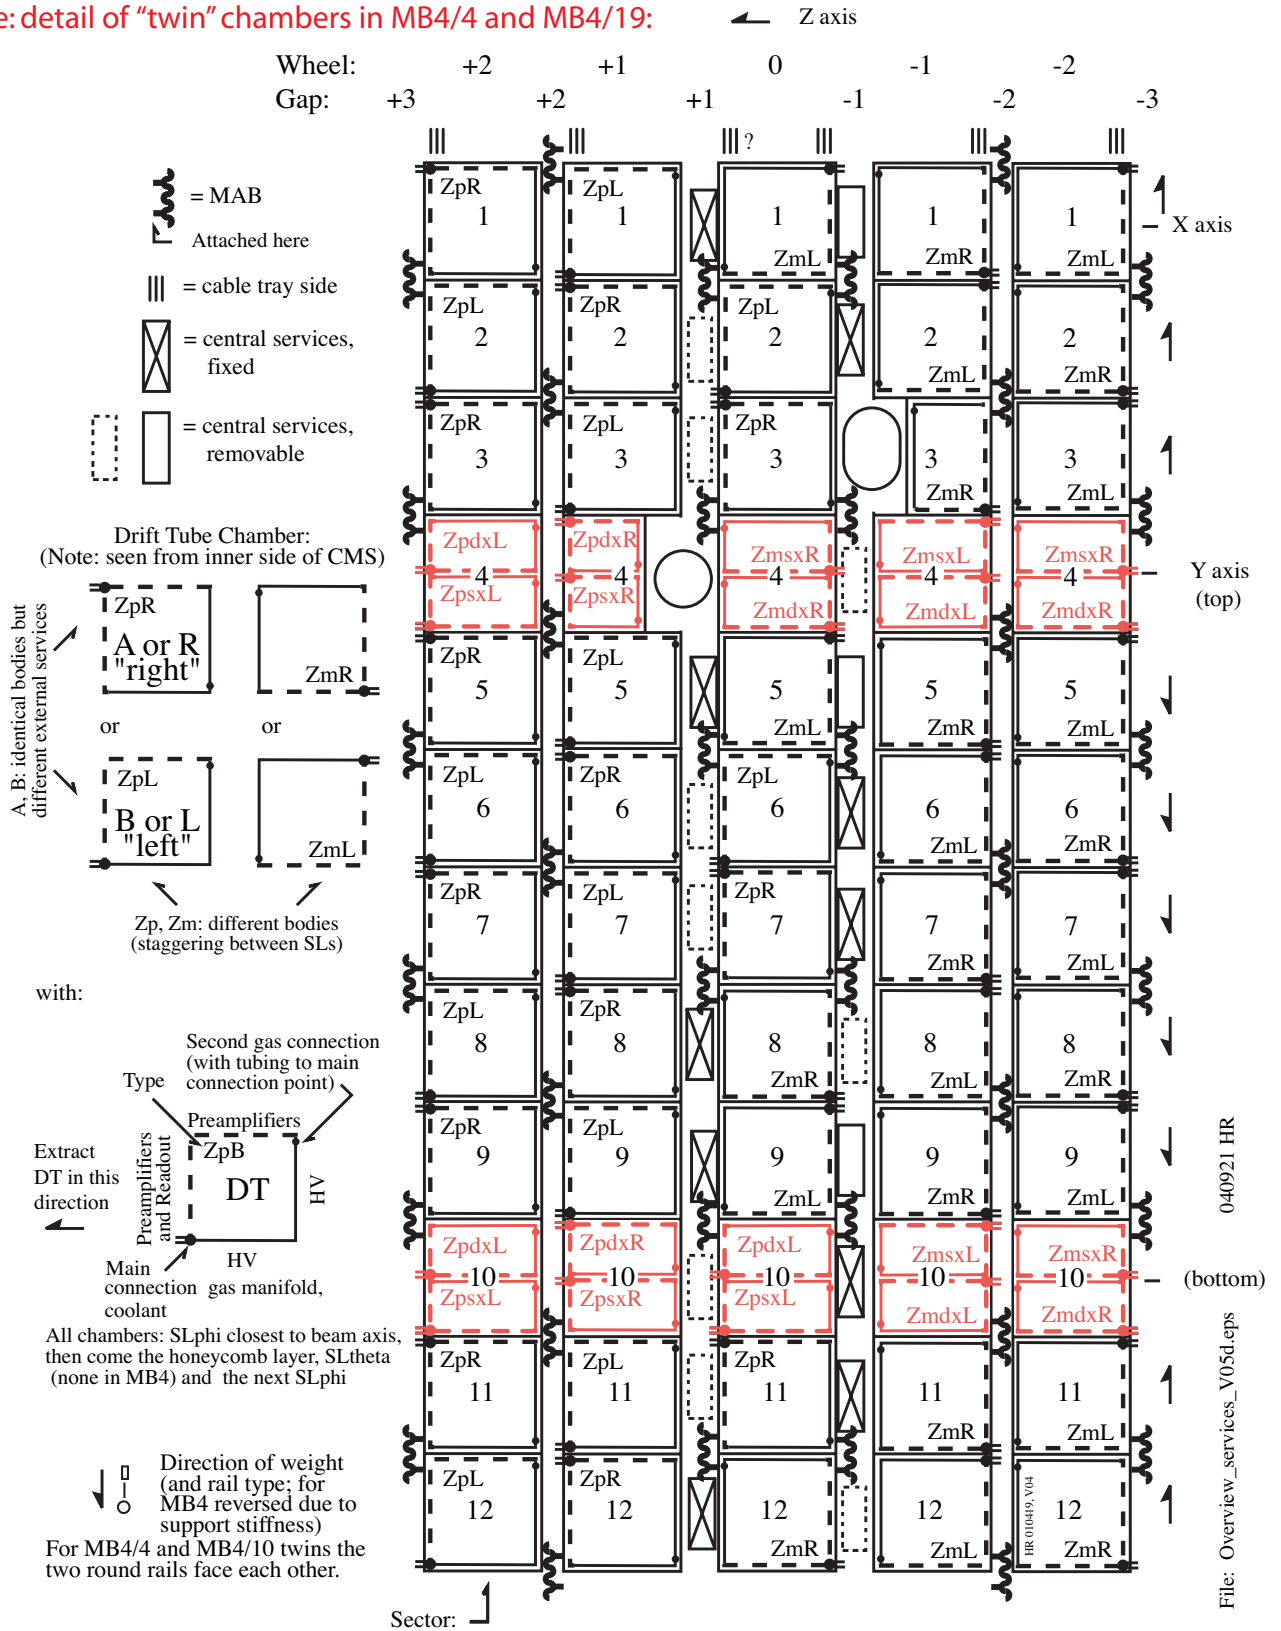 e: detail of “twin” chambers in MB4/4 and MB4/19:
Z axis
Wheel: +2 +1 0 -1 -2
Gap: +3 +2 +1 -1 -2 -3
?
= MAB
Attached here
= cable tray side
= central services,
fixed
= central services,
removable
Drift Tube Chamber:
(Note: seen from inner side of CMS)
A, B: identical bodies but
different external services
ZpR
A or R
"right"
ZmR
or
or
ZpL
B or L
"left"
ZmL
Zp, Zm: different bodies
(staggering between SLs)
with:
Second gas connection
(with tubing to main
connection point)
Type
Preamplifiers
Preamplifiers
and Readout
ZpB
DT
HV
HV
Extract
DT in this
direction
Main
connection gas manifold,
coolant
All chambers: SLphi closest to beam axis,
then come the honeycomb layer, SLtheta
(none in MB4) and the next SLphi
Direction of weight
(and rail type; for
MB4 reversed due to
support stiffness)
For MB4/4 and MB4/10 twins the
two round rails face each other.
Sector:
ZpR ZpL
1 1 1 1 1
ZmL ZmR ZmL
X axis
ZpL ZpR ZpL
2 2 2 2 2
ZmL ZmR
ZpR ZpL ZpR
3 3 3 3 3
ZmR ZmL
ZpdxL ZpdxR ZmsxR ZmsxL ZmsxR
4 4 4 4 4
ZpsxL ZpsxR ZmdxR ZmdxL ZmdxR
Y axis
(top)
ZpR ZpL
5 5 5 5 5
ZmL ZmR ZmL
ZpL ZpR ZpL
6 6 6 6 6
ZmL ZmR
ZpR ZpL ZpR
7 7 7 7 7
ZmR ZmL
ZpL ZpR
8 8 8 8 8
ZmR ZmL ZmR
ZpR ZpL
9 9 9 9 9
ZmL ZmR ZmL
ZpdxL ZpdxR ZpdxL ZmsxL ZmsxR
10 10 10 10 10
ZpsxL ZpsxR ZpsxL ZmdxL ZmdxR
(bottom)
ZpR ZpL ZpR
11 11 11 11 11
ZmR ZmL
ZpL ZpR
12 12 12 12 12
ZmR ZmL ZmR
HR 010419, V04
040921 HR
File: Overview_services_V05d.eps